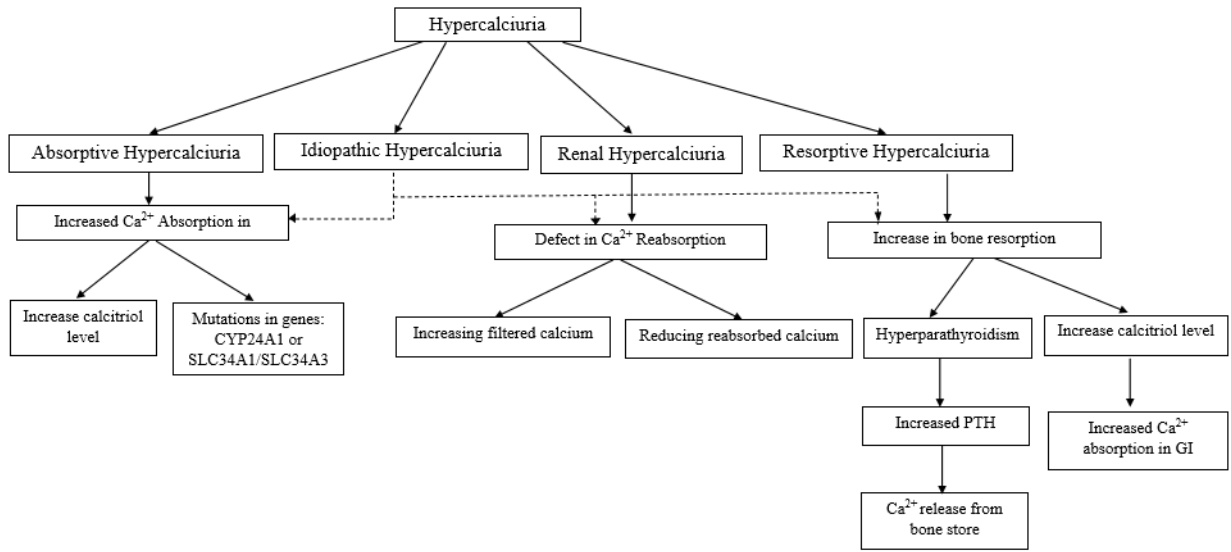 Hypercalciuria
Absorptive Hypercalciuria
Idiopathic Hypercalciuria
Renal Hypercalciuria
Resorptive Hypercalciuria
Increased Ca²⁺ Absorption in
Defect in Ca²⁺ Reabsorption
Increase in bone resorption
Increase calcitriol
level
Mutations in genes:
CYP24A1 or
SLC34A1/SLC34A3
Increasing filtered calcium
Reducing reabsorbed calcium
Hyperparathyroidism
Increase calcitriol level
Increased PTH
Increased Ca²⁺
absorption in GI
Ca²⁺ release from
bone store